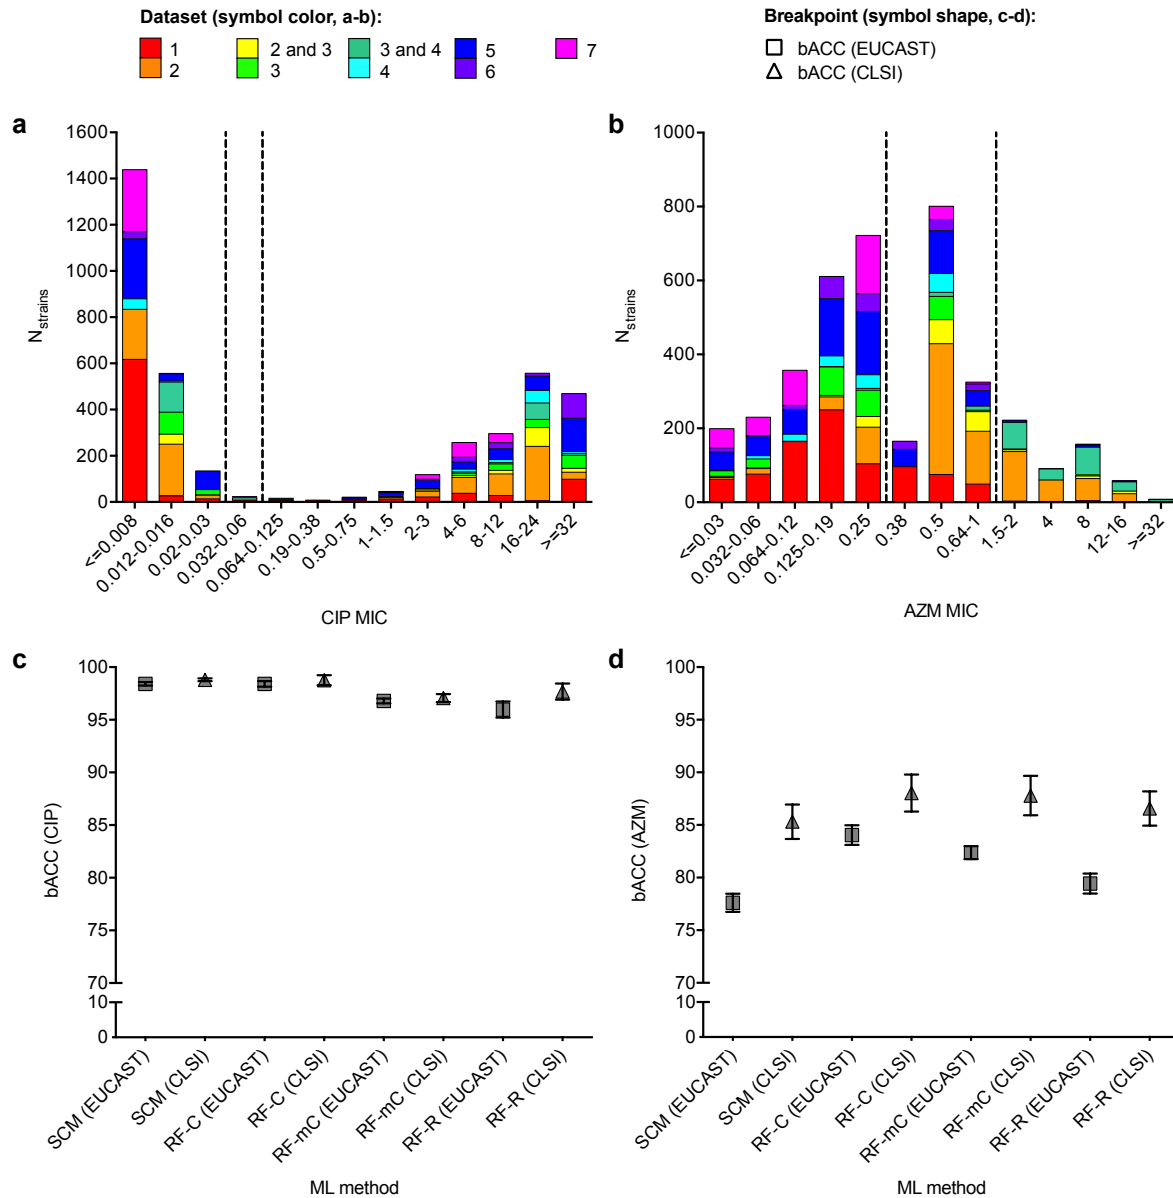 Dataset (symbol color, a-b):
1
2 and 3
3 and 4
5
7
2
3
4
6
Breakpoint (symbol shape, c-d):
bACC (EUCAST)
bACC (CLSI)
a
1600
1400
1200
1000
800
600
400
200
0
Nstrains
<=0.008
0.012-0.016
0.02-0.03
0.032-0.06
0.064-0.125
0.19-0.38
0.5-0.75
1-1.5
2-3
4-6
8-12
16-24
>=32
CIP MIC
b
1000
800
600
400
200
0
Nstrains
<=0.03
0.032-0.06
0.064-0.12
0.125-0.19
0.25
0.38
0.5
0.64-1
1.5-2
4
8
12-16
>=32
AZM MIC
c
100
95
90
85
80
75
70
10
0
bACC (CIP)
SCM (EUCAST)
SCM (CLSI)
RF-C (EUCAST)
RF-C (CLSI)
RF-mC (EUCAST)
RF-mC (CLSI)
RF-R (EUCAST)
RF-R (CLSI)
ML method
d
100
95
90
85
80
75
70
10
0
bACC (AZM)
SCM (EUCAST)
SCM (CLSI)
RF-C (EUCAST)
RF-C (CLSI)
RF-mC (EUCAST)
RF-mC (CLSI)
RF-R (EUCAST)
RF-R (CLSI)
ML method